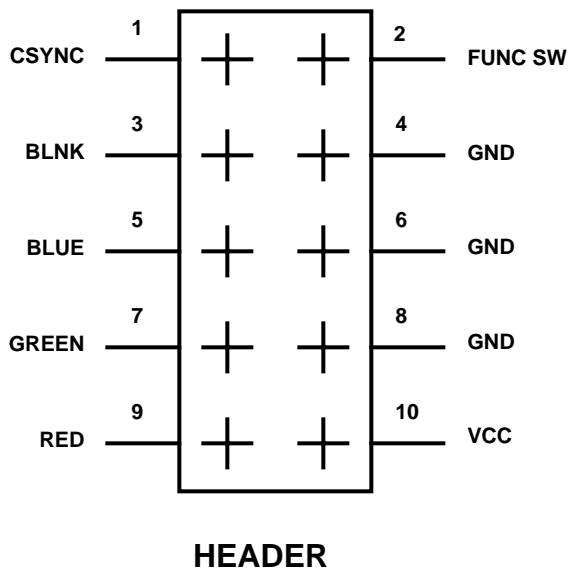 1 2
CSYNC FUNC SW
3 4
BLNK GND
5 6
BLUE GND
7 8
GREEN GND
9 10
RED VCC
HEADER